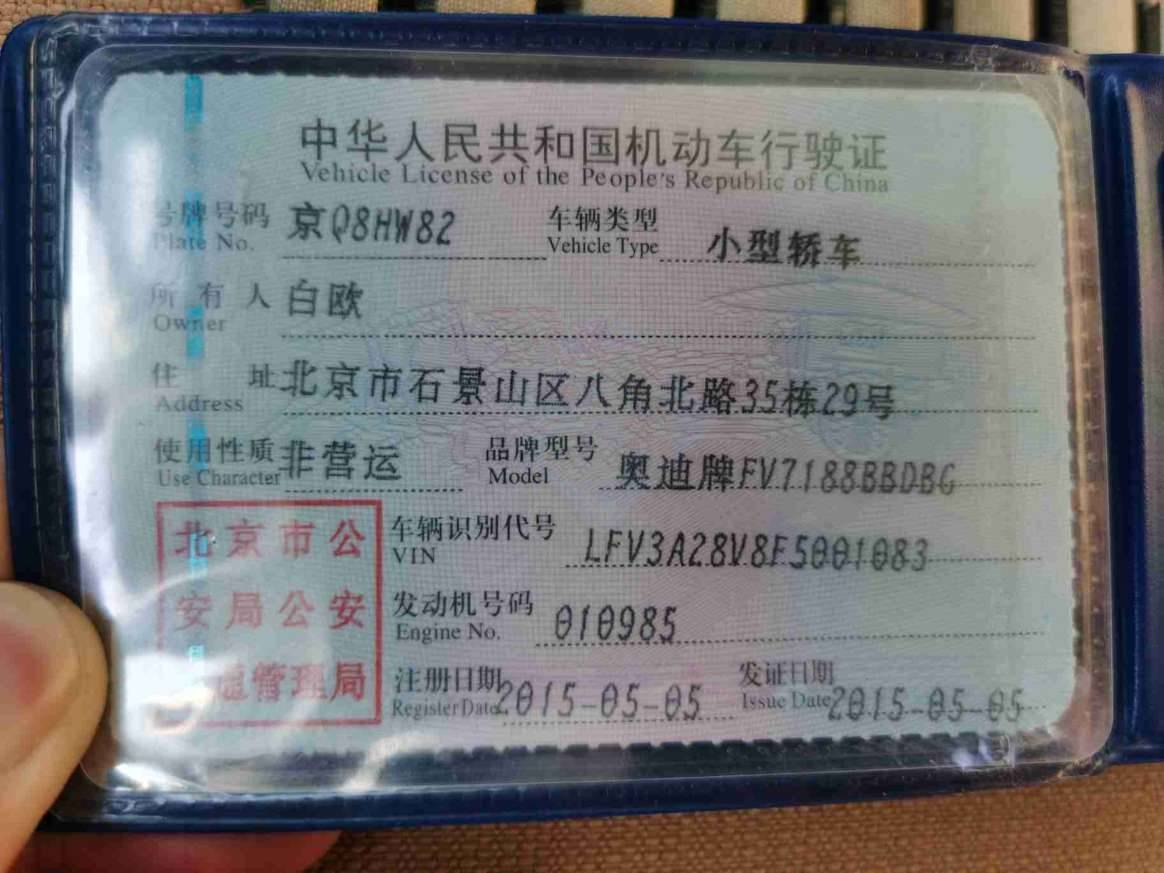 中华人民共和国机动车行驶证
Vehicle License of the People's Republic of China
号牌号码 京Q8HW82 车辆类型 小型轿车
Plate No. Vehicle Type
所有人 白欧
Owner
住址 北京市石景山区八角北路35栋29号
Address
使用性质 非营运 品牌型号 奥迪牌FV7188BBDBG
Use Character Model
北京市公 车辆识别代号 LFV3A28V8F5001083
VIN
安局公安 发动机号码 010985
Engine No.
管理局 注册日期 2015-05-05 发证日期 2015-05-05
Register Date Issue Date